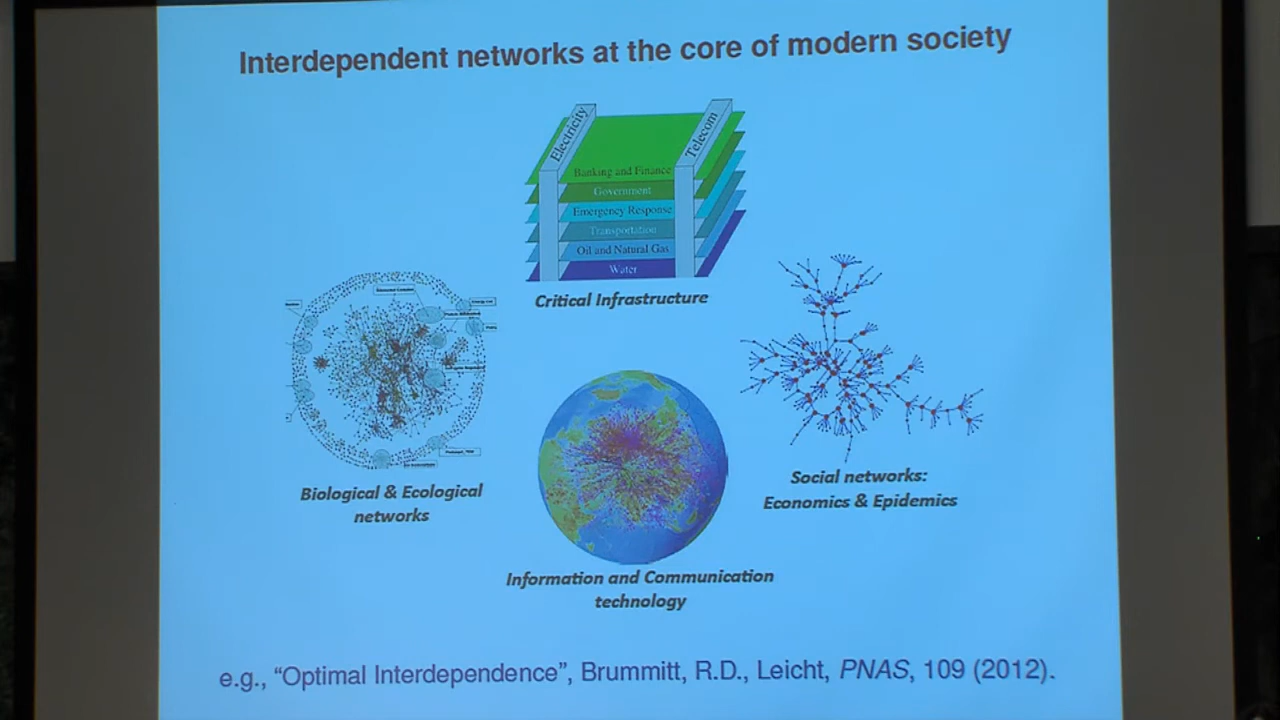 Interdependent networks at the core of modern society
Electricity
Telecom
Banking and Finance
Government
Emergency Response
Transportation
Oil and Natural Gas
Water
Critical Infrastructure
Biological & Ecological
networks
Social networks:
Economics & Epidemics
Information and Communication
technology
e.g., “Optimal Interdependence”, Brummitt, R.D., Leicht, PNAS, 109 (2012).